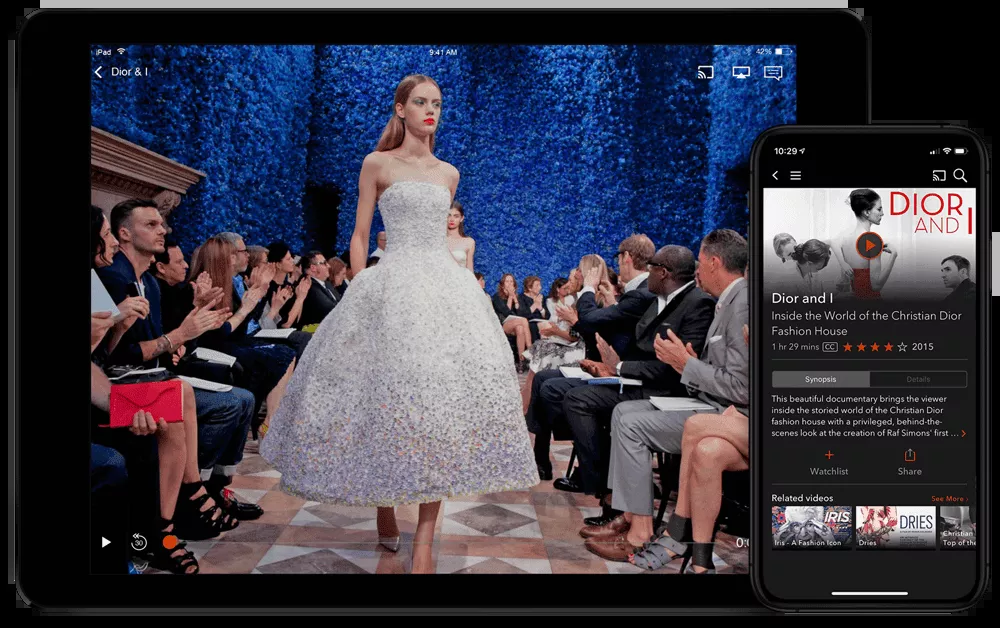 iPad
9:41 AM
42%
Dior & I
10:29
DIOR
AND I
Dior and I
Inside the World of the Christian Dior
Fashion House
1 hr 29 mins CC 2015
Synopsis
Details
This beautiful documentary brings the viewer
inside the storied world of the Christian Dior
fashion house with a privileged, behind-the-
scenes look at the creation of Raf Simons' first ...
Watchlist
Share
Related videos
See More
IRIS
DRIES
Iris - A Fashion Icon
Dries
Christian
Top of the
30
0: